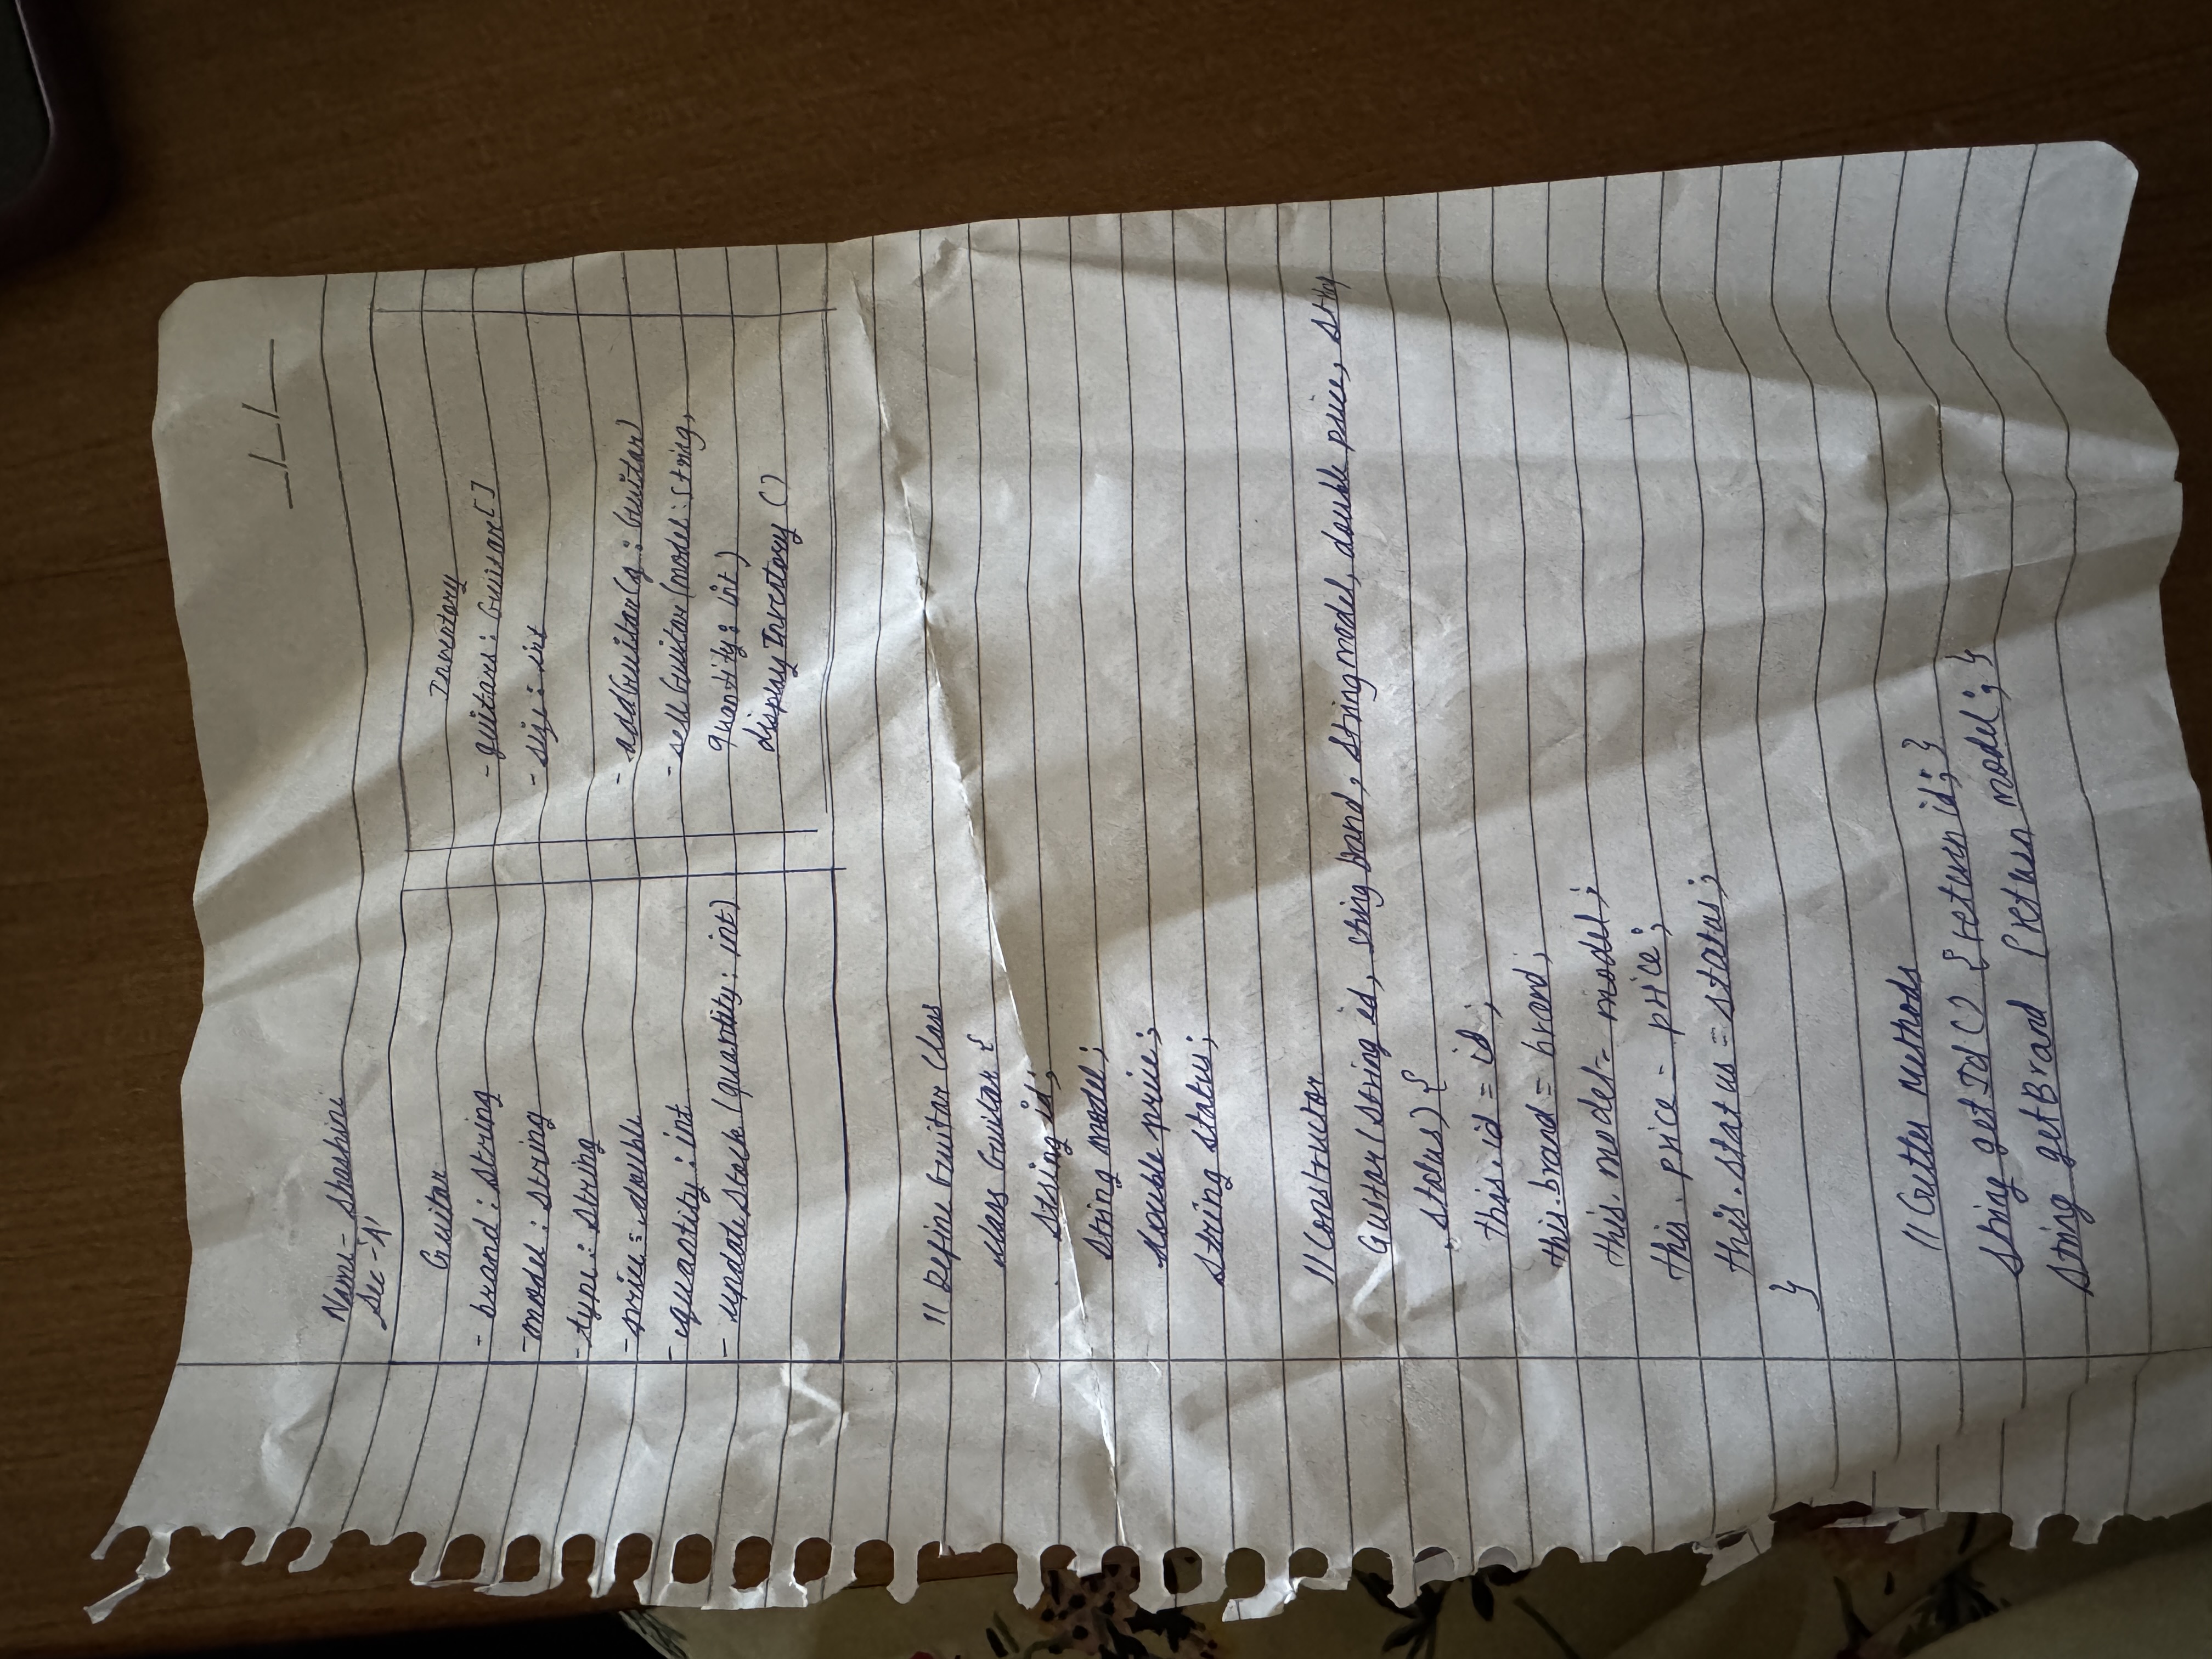 Name - Shashini
Sec - 'A'
Guitar
- brand : String
- model : String
- type : String
- price : double
- quantity : int
- update Stock (quantity : int)
Inventory
- guitars : Guitar[]
- size : int
- addGuitar(g : Guitar)
- sell Guitar (model : String,
quantity : int)
display Inventory ()
// Define Guitar Class
class Guitar {
String id;
String model;
double price;
String status;
// Constructor
Guitar (String id, string brand, String model, double price, String
status) {
this.id = id;
this.brand = brand;
this. model = model;
this. price = price;
this. status = status;
}
// Getter Methods
String getId () {return id;}
String getBrand {return model;}